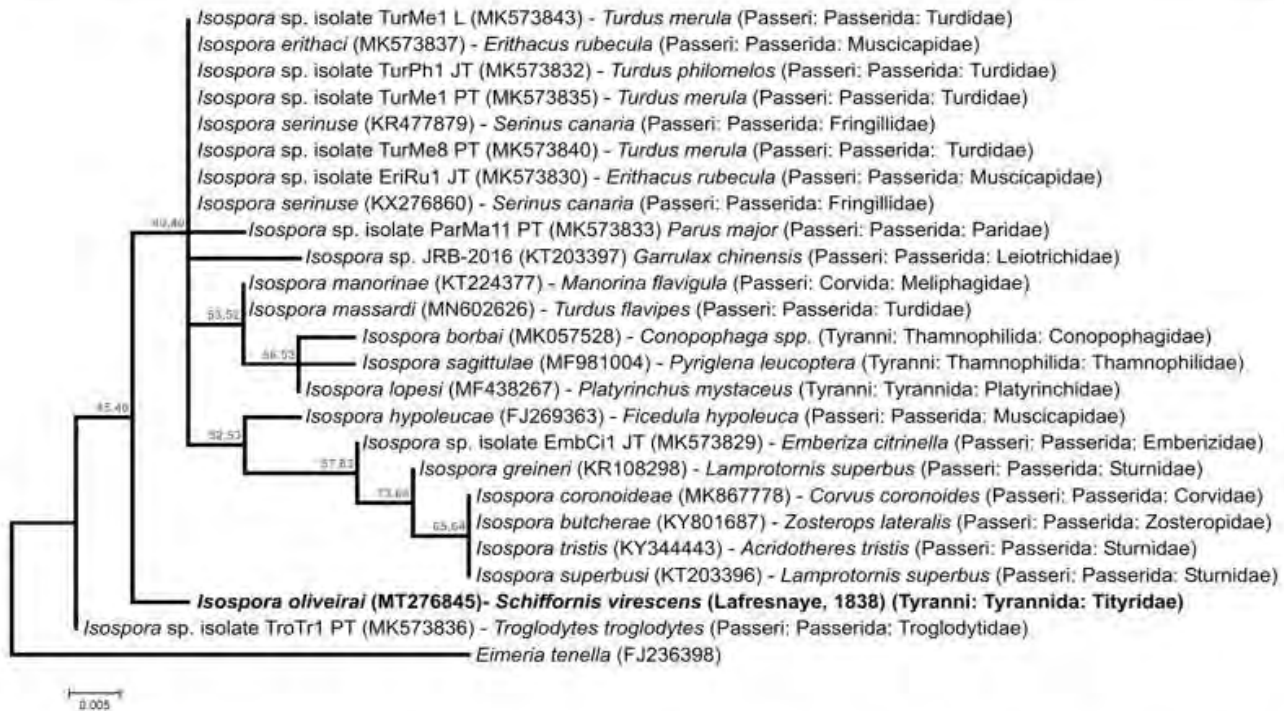 Isospora sp. isolate TurMe1 L (MK573843) - Turdus merula (Passeri: Passerida: Turdidae)
Isospora erithaci (MK573837) - Erithacus rubecula (Passeri: Passerida: Muscicapidae)
Isospora sp. isolate TurPh1 JT (MK573832) - Turdus philomelos (Passeri: Passerida: Turdidae)
Isospora sp. isolate TurMe1 PT (MK573835) - Turdus merula (Passeri: Passerida: Turdidae)
Isospora serinuse (KR477879) - Serinus canaria (Passeri: Passerida: Fringillidae)
Isospora sp. isolate TurMe8 PT (MK573840) - Turdus merula (Passeri: Passerida: Turdidae)
Isospora sp. isolate EriRu1 JT (MK573830) - Erithacus rubecula (Passeri: Passerida: Muscicapidae)
Isospora serinuse (KX276860) - Serinus canaria (Passeri: Passerida: Fringillidae)
Isospora sp. isolate ParMa11 PT (MK573833) Parus major (Passeri: Passerida: Paridae)
Isospora sp. JRB-2016 (KT203397) Garrulax chinensis (Passeri: Passerida: Leiotrichidae)
Isospora manorinae (KT224377) - Manorina flavigula (Passeri: Corvida: Meliphagidae)
Isospora massardi (MN602626) - Turdus flavipes (Passeri: Passerida: Turdidae)
53,52
Isospora borbai (MK057528) - Conopophaga spp. (Tyranni: Thamnophilida: Conopophagidae)
Isospora sagittulae (MF981004) - Pyriglena leucoptera (Tyranni: Thamnophilida: Thamnophilidae)
Isospora lopesi (MF438267) - Platyrinchus mystaceus (Tyranni: Tyrannida: Platyrinchidae)
Isospora hypoleucae (FJ269363) - Ficedula hypoleuca (Passeri: Passerida: Muscicapidae)
52,53
Isospora sp. isolate EmbCi1 JT (MK573829) - Emberiza citrinella (Passeri: Passerida: Emberizidae)
Isospora greineri (KR108298) - Lamprotornis superbus (Passeri: Passerida: Sturnidae)
Isospora coronoideae (MK867778) - Corvus coronoides (Passeri: Passerida: Corvidae)
Isospora butcherae (KY801687) - Zosterops lateralis (Passeri: Passerida: Zosteropidae)
65,64
Isospora tristis (KY344443) - Acridotheres tristis (Passeri: Passerida: Sturnidae)
Isospora superbusi (KT203396) - Lamprotornis superbus (Passeri: Passerida: Sturnidae)
Isospora oliveirai (MT276845)- Schiffornis virescens (Lafresnaye, 1838) (Tyranni: Tyrannida: Tityridae)
Isospora sp. isolate TroTr1 PT (MK573836) - Troglodytes troglodytes (Passeri: Passerida: Troglodytidae)
Eimeria tenella (FJ236398)
0.005